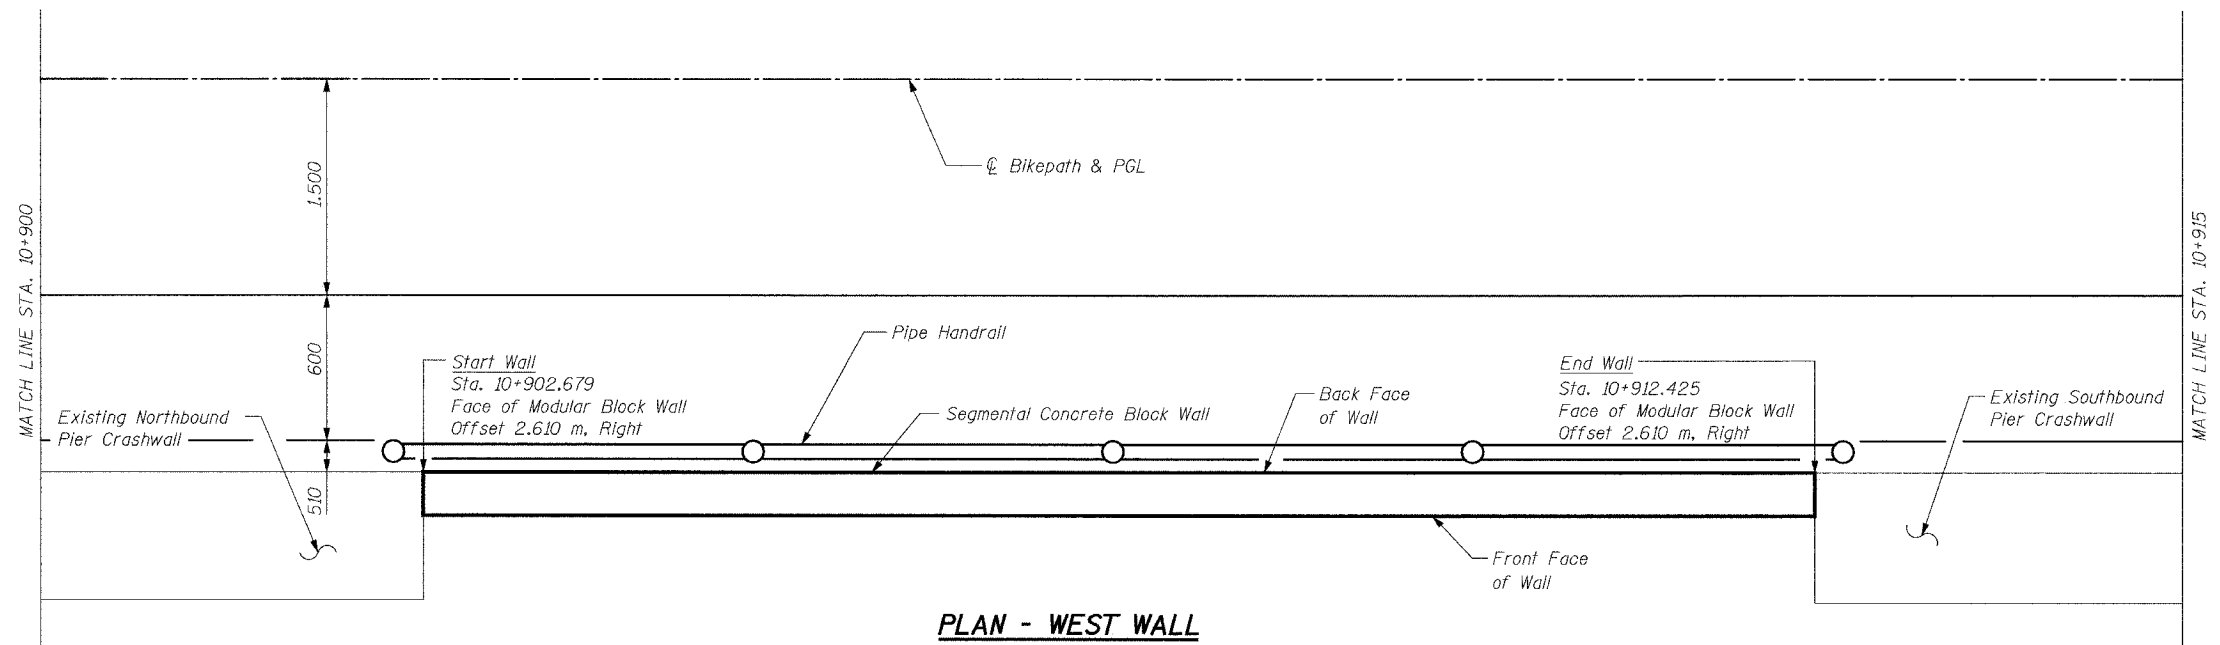 MATCH LINE STA. 10+900
1.500
℄ Bikepath & PGL
600
Pipe Handrail
Start Wall
Sta. 10+902.679
Face of Modular Block Wall
Offset 2.610 m, Right
Existing Northbound
Pier Crashwall
510
Segmental Concrete Block Wall
Back Face
of Wall
End Wall
Sta. 10+912.425
Face of Modular Block Wall
Offset 2.610 m, Right
Existing Southbound
Pier Crashwall
MATCH LINE STA. 10+915
Front Face
of Wall
PLAN - WEST WALL